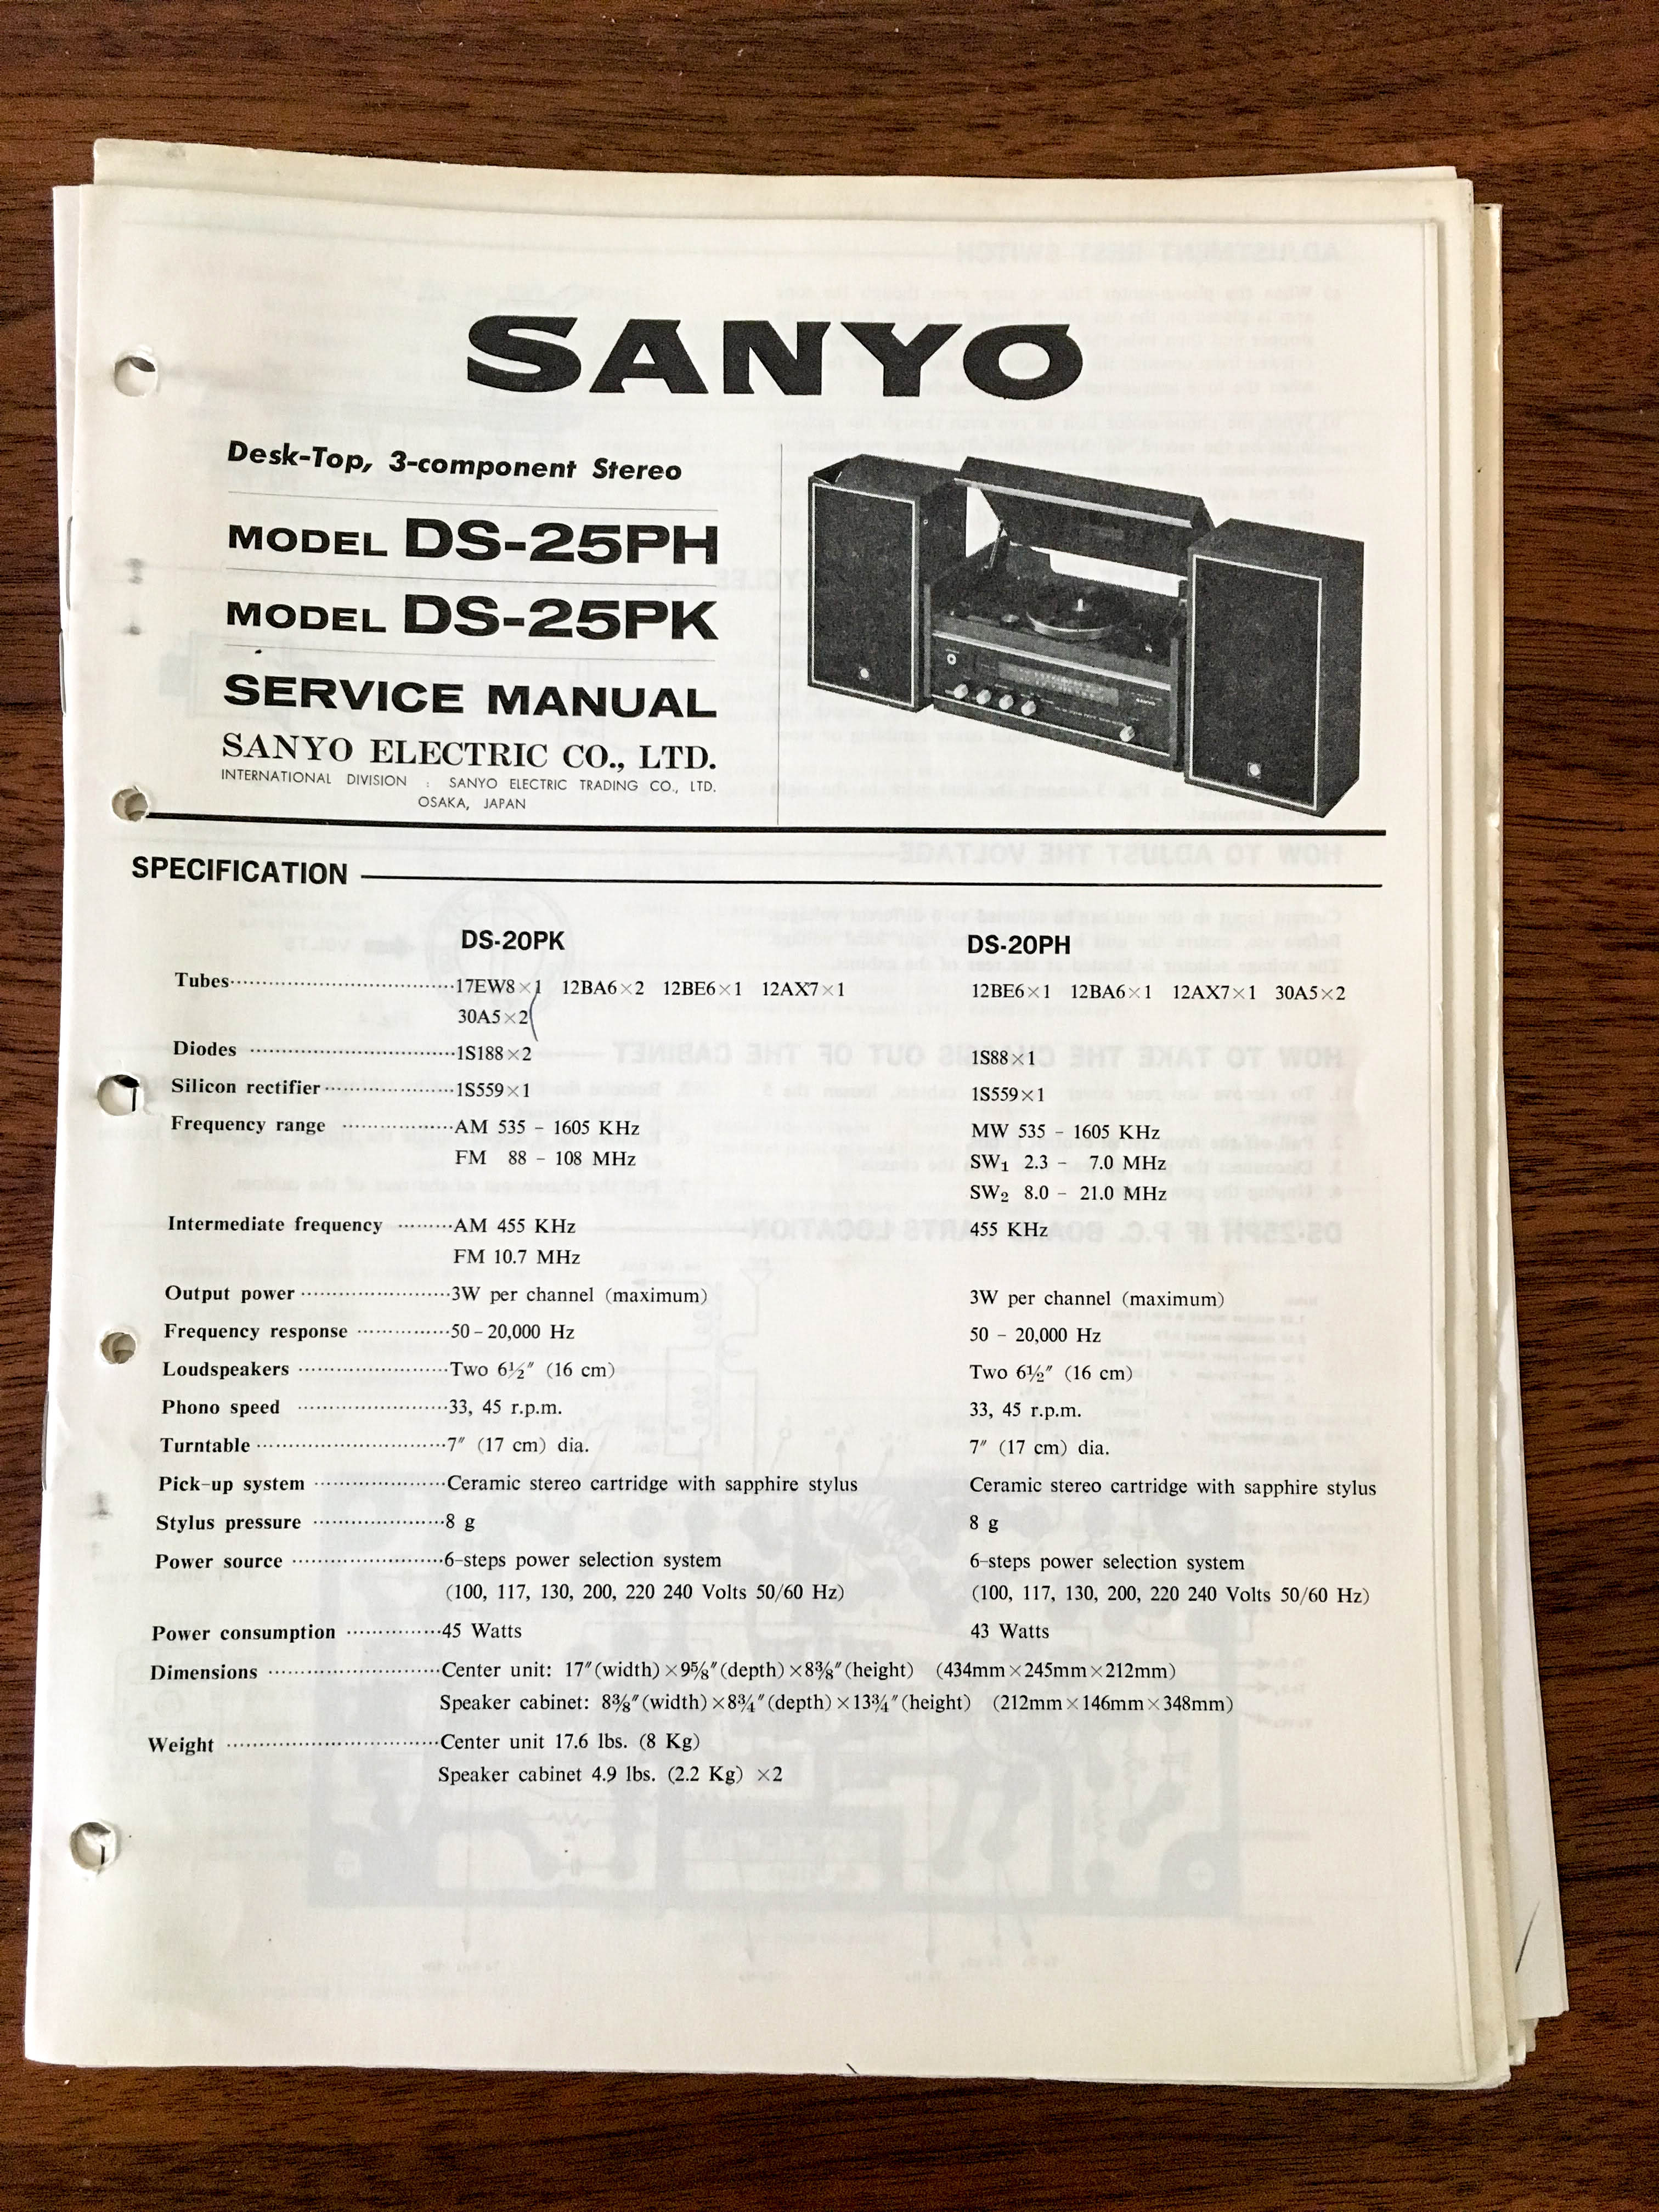 SANYO
Desk-Top, 3-component Stereo
MODEL DS-25PH
MODEL DS-25PK
SERVICE MANUAL
SANYO ELECTRIC CO., LTD.
INTERNATIONAL DIVISION : SANYO ELECTRIC TRADING CO., LTD.
OSAKA, JAPAN
SPECIFICATION
DS-20PK DS-20PH
Tubes 17EW8×1 12BA6×2 12BE6×1 12AX7×1 12BE6×1 12BA6×1 12AX7×1 30A5×2
30A5×2
Diodes 1S188×2 1S88×1
Silicon rectifier 1S559×1 1S559×1
Frequency range AM 535 – 1605 KHz MW 535 – 1605 KHz
FM 88 – 108 MHz SW₁ 2.3 – 7.0 MHz
SW₂ 8.0 – 21.0 MHz
Intermediate frequency AM 455 KHz 455 KHz
FM 10.7 MHz
Output power 3W per channel (maximum) 3W per channel (maximum)
Frequency response 50 – 20,000 Hz 50 – 20,000 Hz
Loudspeakers Two 6½″ (16 cm) Two 6½″ (16 cm)
Phono speed 33, 45 r.p.m. 33, 45 r.p.m.
Turntable 7″ (17 cm) dia. 7″ (17 cm) dia.
Pick-up system Ceramic stereo cartridge with sapphire stylus Ceramic stereo cartridge with sapphire stylus
Stylus pressure 8 g 8 g
Power source 6-steps power selection system 6-steps power selection system
(100, 117, 130, 200, 220 240 Volts 50/60 Hz) (100, 117, 130, 200, 220 240 Volts 50/60 Hz)
Power consumption 45 Watts 43 Watts
Dimensions Center unit: 17″(width)×9⅝″(depth)×8⅜″(height) (434mm×245mm×212mm)
Speaker cabinet: 8⅜″(width)×8¾″(depth)×13¾″(height) (212mm×146mm×348mm)
Weight Center unit 17.6 lbs. (8 Kg)
Speaker cabinet 4.9 lbs. (2.2 Kg) ×2